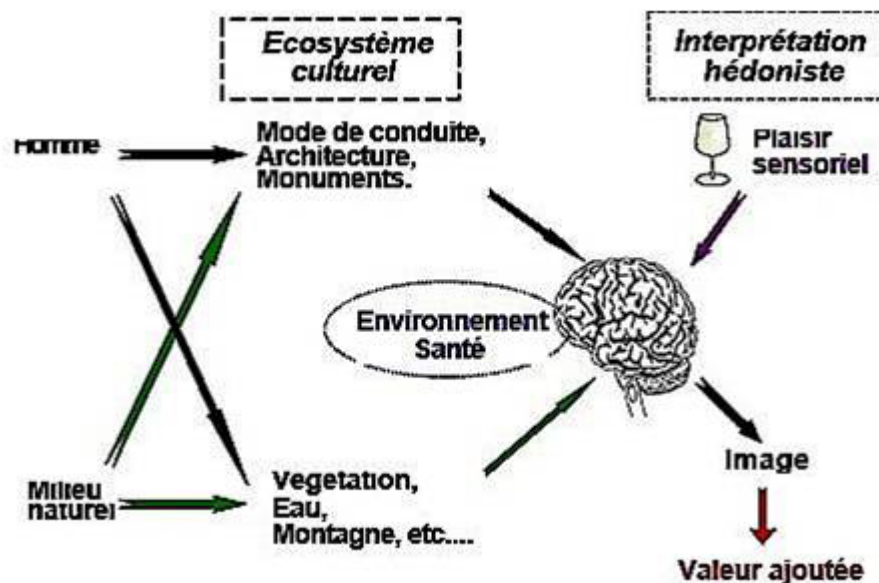 Ecosystème
culturel
Interprétation
hédoniste
Homme
Mode de conduite,
Architecture,
Monuments.
Plaisir
sensoriel
Environnement
Santé
Milieu
naturel
Vegetation,
Eau,
Montagne, etc....
Image
Valeur ajoutée